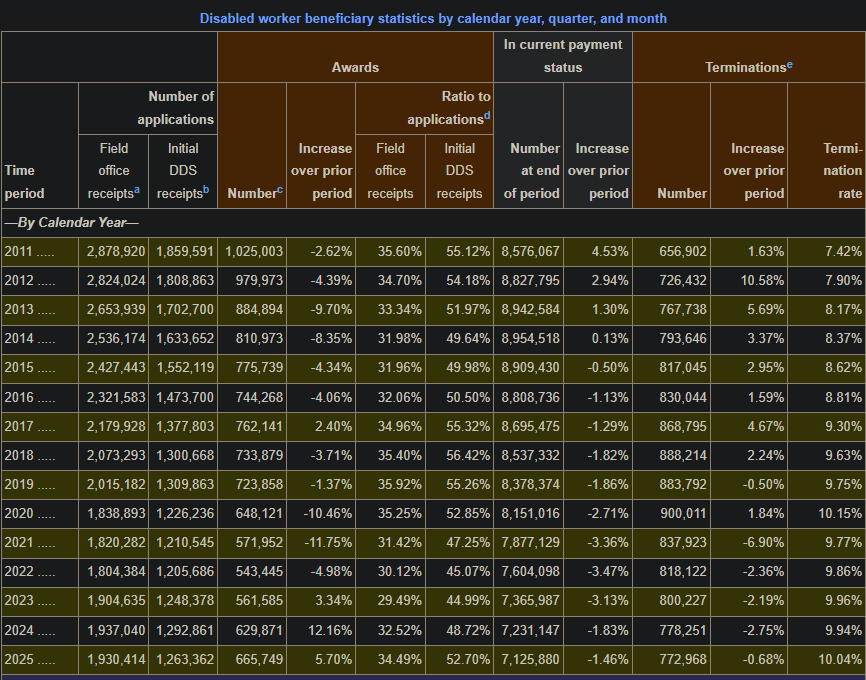 Disabled worker beneficiary statistics by calendar year, quarter, and month
Time period
Number of applications
Field office receiptsa
Initial DDS receiptsb
Awards
Numberc
Increase over prior period
Ratio to applicationsd
Field office receipts
Initial DDS receipts
In current payment status
Number at end of period
Increase over prior period
Terminationse
Number
Increase over prior period
Termi-nation rate
—By Calendar Year—
2011 ..... 2,878,920 1,859,591 1,025,003 -2.62% 35.60% 55.12% 8,576,067 4.53% 656,902 1.63% 7.42%
2012 ..... 2,824,024 1,808,863 979,973 -4.39% 34.70% 54.18% 8,827,795 2.94% 726,432 10.58% 7.90%
2013 ..... 2,653,939 1,702,700 884,894 -9.70% 33.34% 51.97% 8,942,584 1.30% 767,738 5.69% 8.17%
2014 ..... 2,536,174 1,633,652 810,973 -8.35% 31.98% 49.64% 8,954,518 0.13% 793,646 3.37% 8.37%
2015 ..... 2,427,443 1,552,119 775,739 -4.34% 31.96% 49.98% 8,909,430 -0.50% 817,045 2.95% 8.62%
2016 ..... 2,321,583 1,473,700 744,268 -4.06% 32.06% 50.50% 8,808,736 -1.13% 830,044 1.59% 8.81%
2017 ..... 2,179,928 1,377,803 762,141 2.40% 34.96% 55.32% 8,695,475 -1.29% 868,795 4.67% 9.30%
2018 ..... 2,073,293 1,300,668 733,879 -3.71% 35.40% 56.42% 8,537,332 -1.82% 888,214 2.24% 9.63%
2019 ..... 2,015,182 1,309,863 723,858 -1.37% 35.92% 55.26% 8,378,374 -1.86% 883,792 -0.50% 9.75%
2020 ..... 1,838,893 1,226,236 648,121 -10.46% 35.25% 52.85% 8,151,016 -2.71% 900,011 1.84% 10.15%
2021 ..... 1,820,282 1,210,545 571,952 -11.75% 31.42% 47.25% 7,877,129 -3.36% 837,923 -6.90% 9.77%
2022 ..... 1,804,384 1,205,686 543,445 -4.98% 30.12% 45.07% 7,604,098 -3.47% 818,122 -2.36% 9.86%
2023 ..... 1,904,635 1,248,378 561,585 3.34% 29.49% 44.99% 7,365,987 -3.13% 800,227 -2.19% 9.96%
2024 ..... 1,937,040 1,292,861 629,871 12.16% 32.52% 48.72% 7,231,147 -1.83% 778,251 -2.75% 9.94%
2025 ..... 1,930,414 1,263,362 665,749 5.70% 34.49% 52.70% 7,125,880 -1.46% 772,968 -0.68% 10.04%